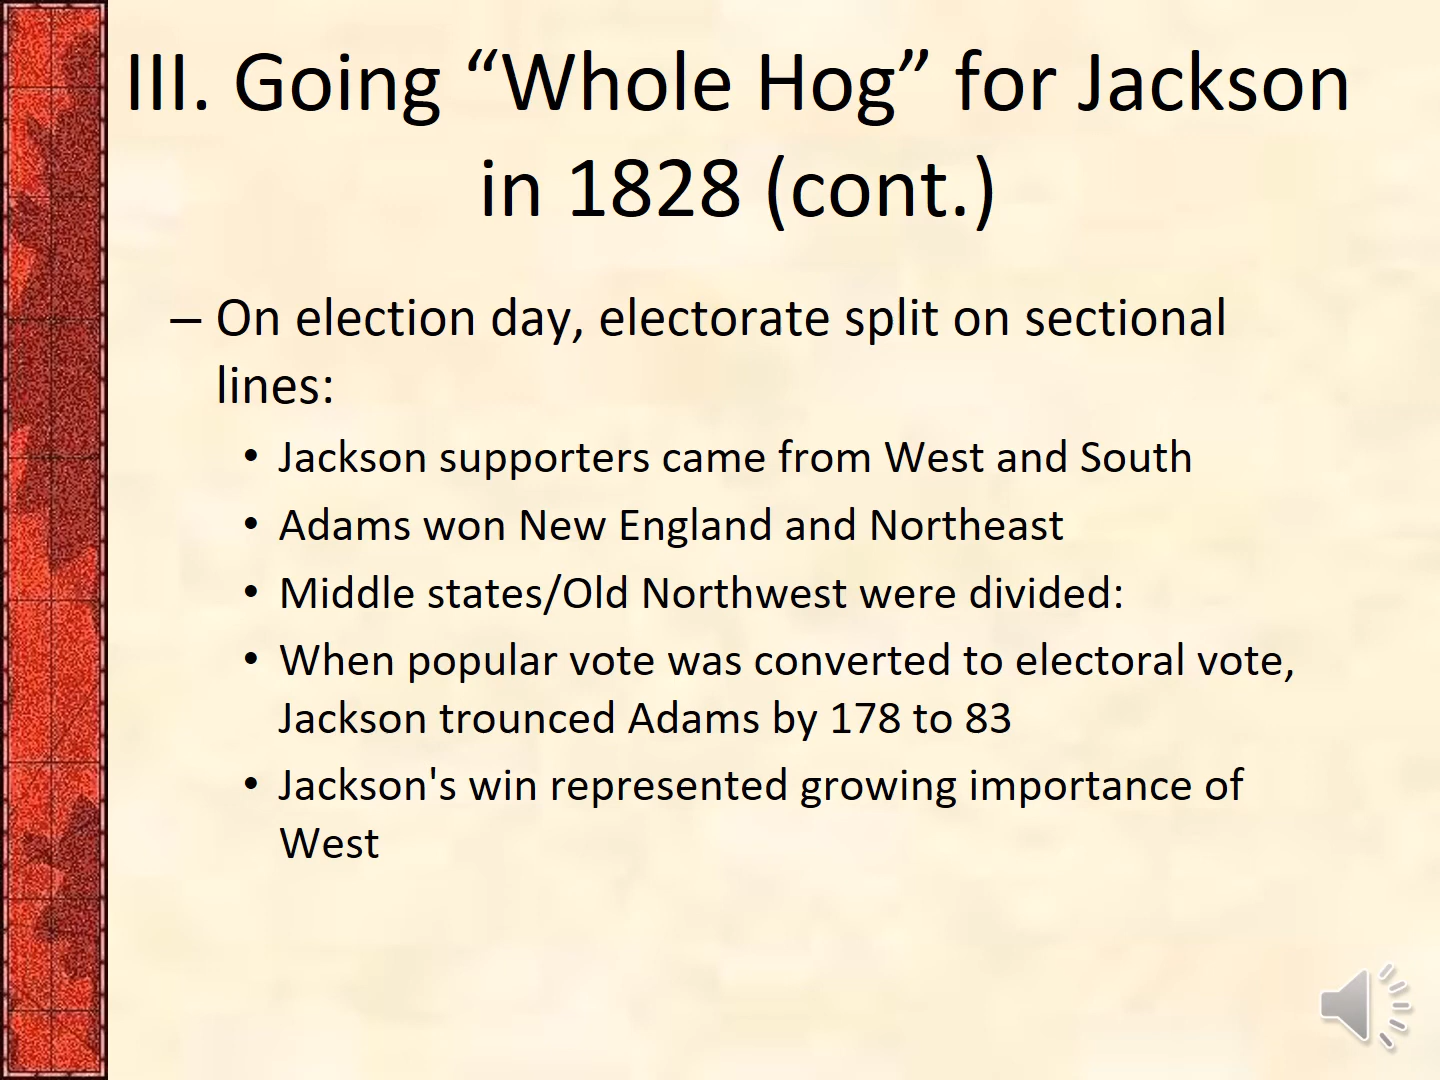 III. Going “Whole Hog” for Jackson
in 1828 (cont.)
– On election day, electorate split on sectional
lines:
• Jackson supporters came from West and South
• Adams won New England and Northeast
• Middle states/Old Northwest were divided:
• When popular vote was converted to electoral vote,
Jackson trounced Adams by 178 to 83
• Jackson's win represented growing importance of
West